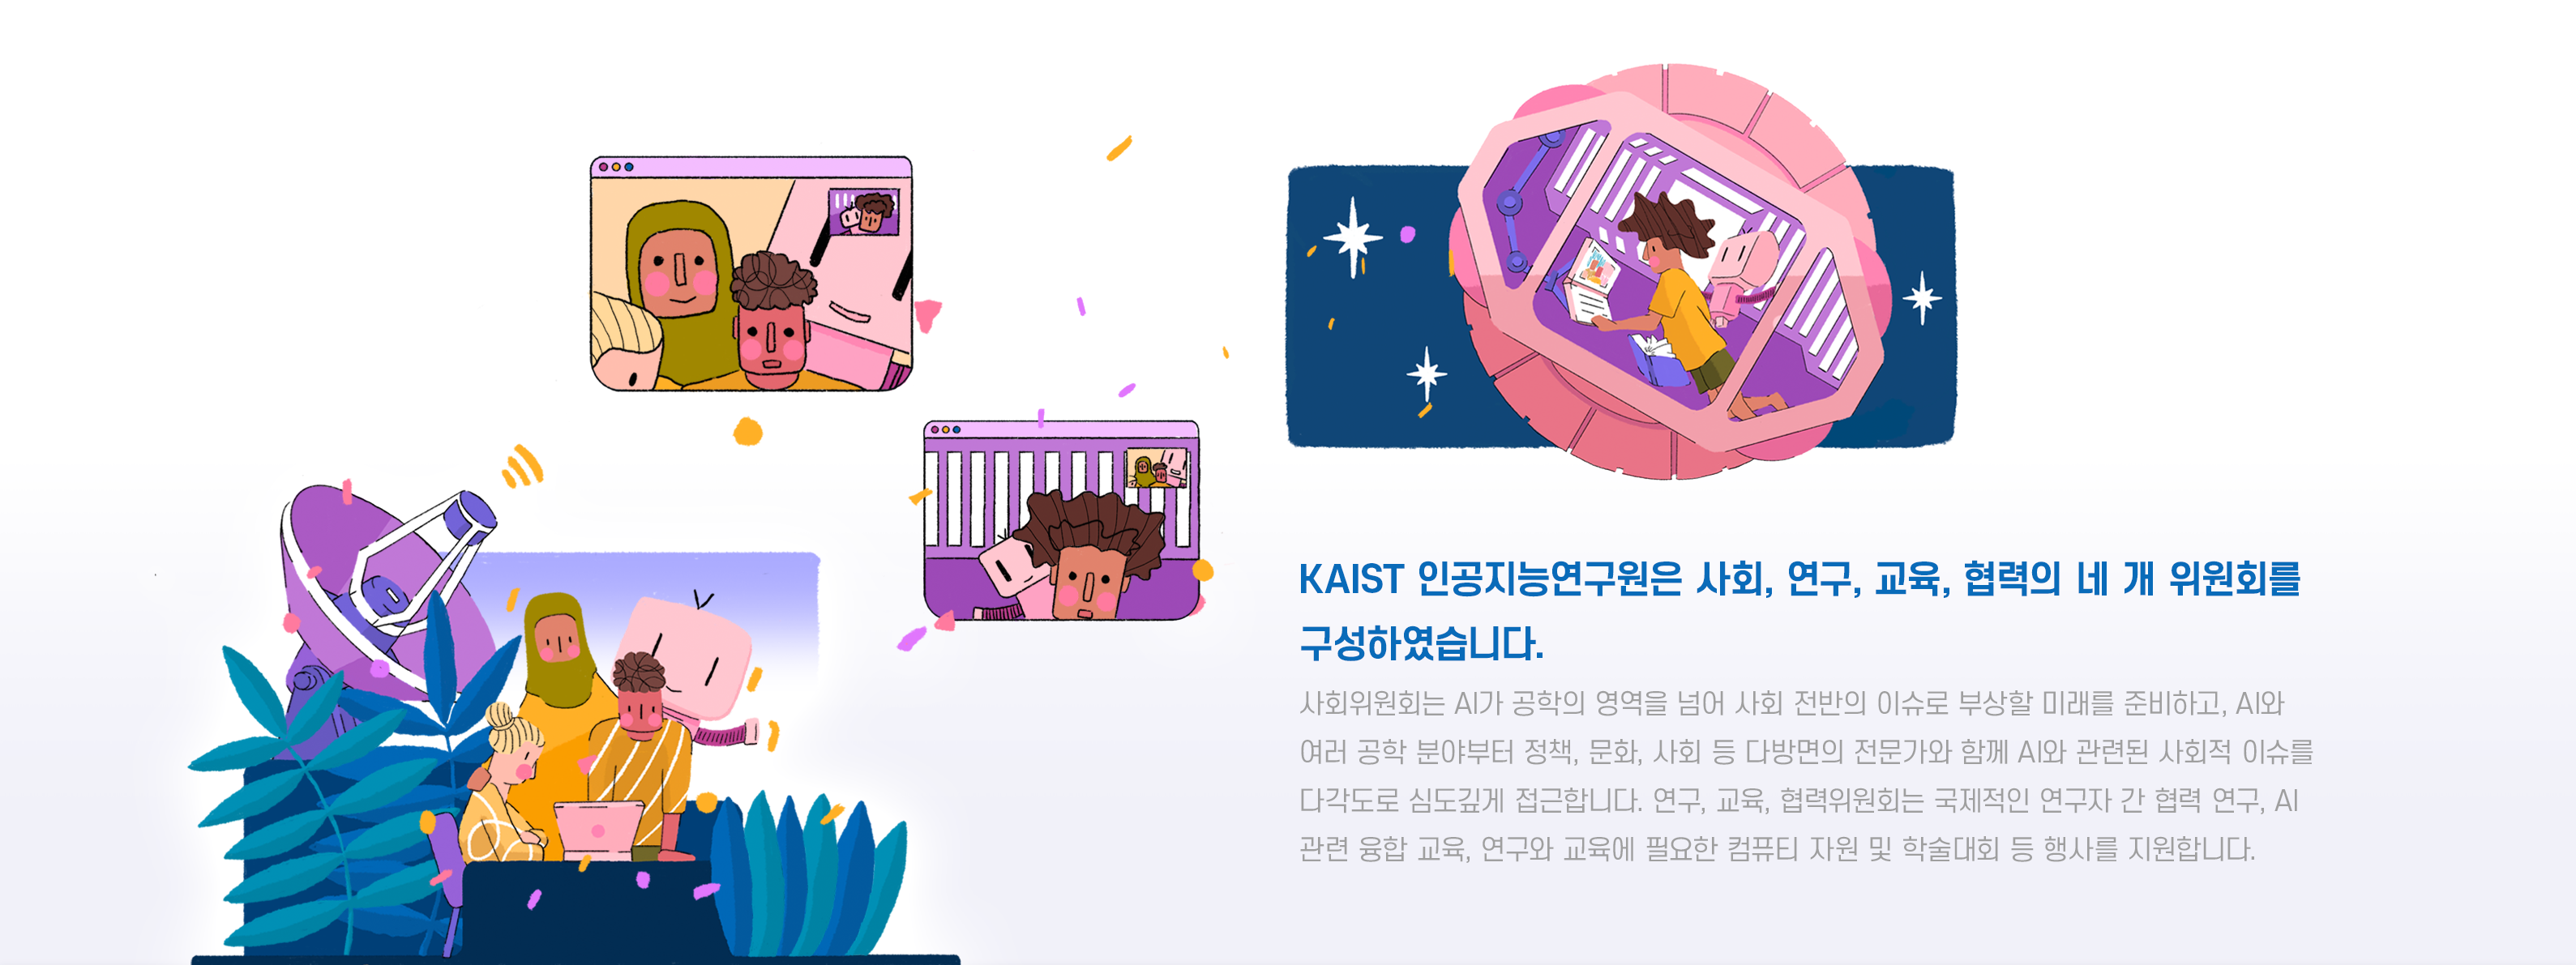 KAIST 인공지능연구원은 사회, 연구, 교육, 협력의 네 개 위원회를
구성하였습니다.
사회위원회는 AI가 공학의 영역을 넘어 사회 전반의 이슈로 부상할 미래를 준비하고, AI와
여러 공학 분야부터 정책, 문화, 사회 등 다방면의 전문가와 함께 AI와 관련된 사회적 이슈를
다각도로 심도깊게 접근합니다. 연구, 교육, 협력위원회는 국제적인 연구자 간 협력 연구, AI
관련 융합 교육, 연구와 교육에 필요한 컴퓨티 자원 및 학술대회 등 행사를 지원합니다.